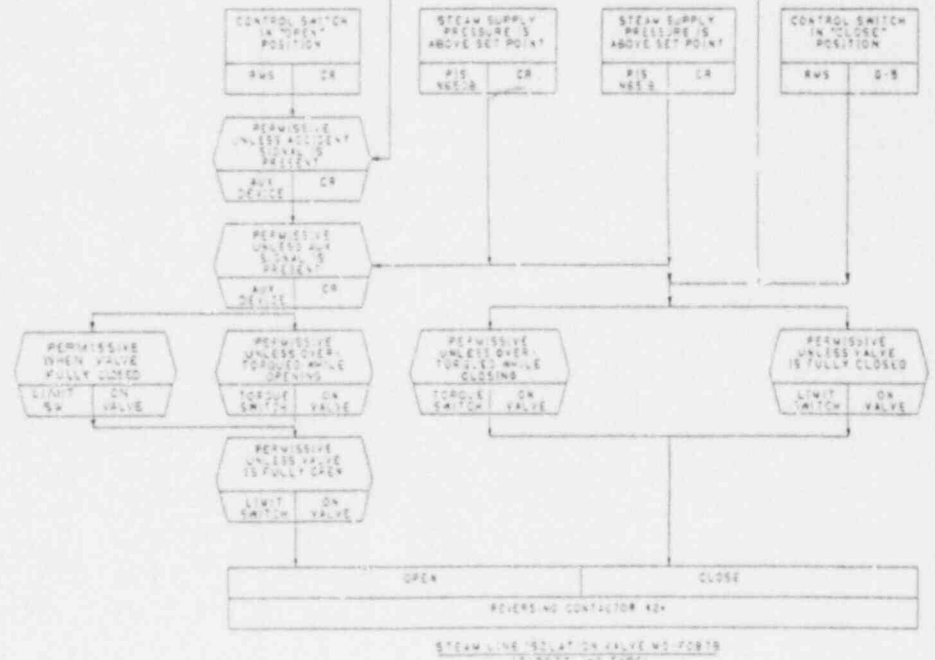 CONTROL SWITCH
IN "OPEN"
POSITION
RMS CR
STEAM SUPPLY
PRESSURE IS
ABOVE SET POINT
PIS CR
STEAM SUPPLY
PRESSURE IS
ABOVE SET POINT
PIS CR
CONTROL SWITCH
IN "CLOSE"
POSITION
RMS
PERMISSIVE
UNLESS ACCIDENT
SIGNAL IS
PRESENT
AUX CR
DEVICE
PERMISSIVE
UNLESS AUX
SIGNAL IS
PRESENT
AUX CR
DEVICE
PERMISSIVE
WHEN VALVE
FULLY CLOSED
LIMIT ON
SW VALVE
PERMISSIVE
UNLESS OVER
TORQUED WHILE
OPENING
TORQUE ON
SWITCH VALVE
PERMISSIVE
UNLESS OVER
TORQUED WHILE
CLOSING
TORQUE ON
SWITCH VALVE
PERMISSIVE
UNLESS VALVE
IS FULLY CLOSED
LIMIT ON
SWITCH VALVE
PERMISSIVE
UNLESS VALVE
IS FULLY OPEN
LIMIT ON
SWITCH VALVE
OPEN CLOSE
REVERSING CONTACTOR 42*
STEAM LINE ISOLATION VALVE